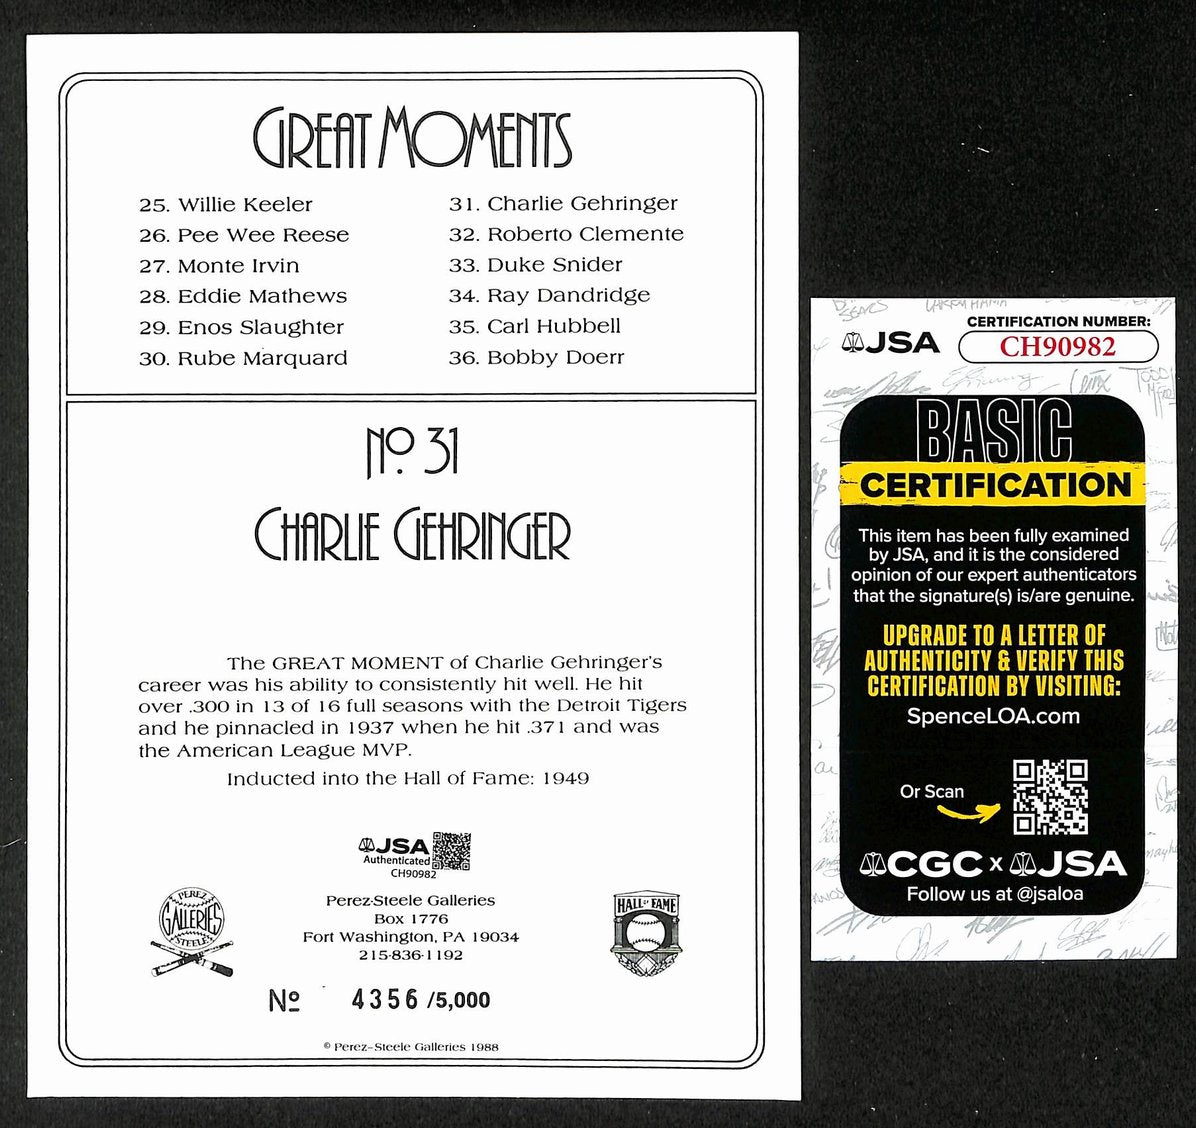 GREAT MOMENTS
25. Willie Keeler
26. Pee Wee Reese
27. Monte Irvin
28. Eddie Mathews
29. Enos Slaughter
30. Rube Marquard
31. Charlie Gehringer
32. Roberto Clemente
33. Duke Snider
34. Ray Dandridge
35. Carl Hubbell
36. Bobby Doerr
Nº. 31
CHARLIE GEHRINGER
The GREAT MOMENT of Charlie Gehringer's
career was his ability to consistently hit well. He hit
over .300 in 13 of 16 full seasons with the Detroit Tigers
and he pinnacled in 1937 when he hit .371 and was
the American League MVP.
Inducted into the Hall of Fame: 1949
JSA
Authenticated
CH90982
PEREZ
GALLERIES
STEELE
Perez-Steele Galleries
Box 1776
Fort Washington, PA 19034
215-836-1192
HALL OF FAME
Nº 4356 /5,000
© Perez-Steele Galleries 1988
JSA
CERTIFICATION NUMBER:
CH90982
BASIC
CERTIFICATION
This item has been fully examined
by JSA, and it is the considered
opinion of our expert authenticators
that the signature(s) is/are genuine.
UPGRADE TO A LETTER OF
AUTHENTICITY & VERIFY THIS
CERTIFICATION BY VISITING:
SpenceLOA.com
Or Scan
CGC x JSA
Follow us at @jsaloa